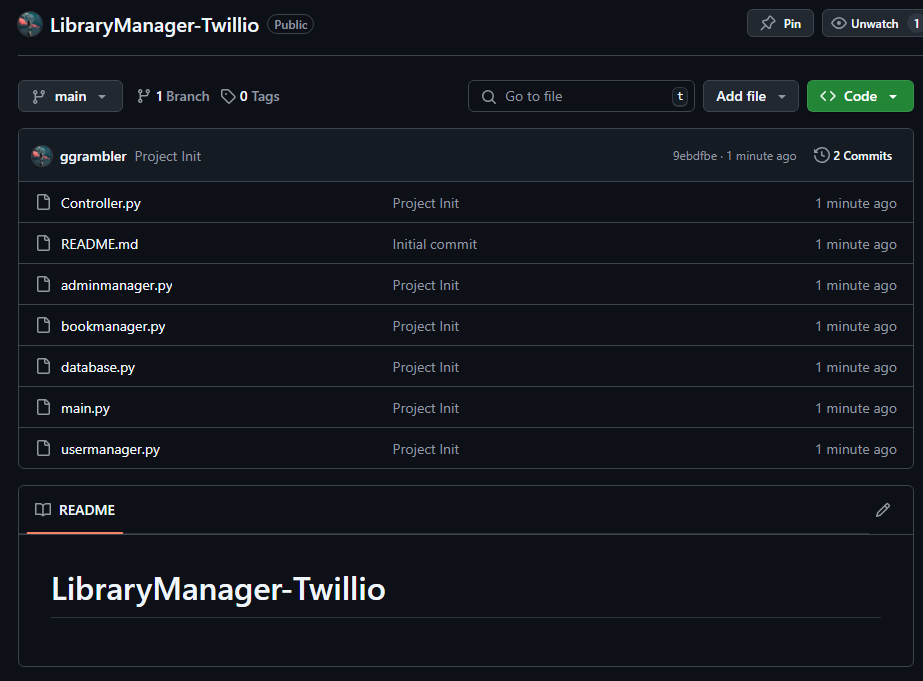 LibraryManager-Twillio Public Pin Unwatch 1
main 1 Branch 0 Tags Go to file t Add file Code
ggrambler Project Init 9ebdfbe · 1 minute ago 2 Commits
Controller.py Project Init 1 minute ago
README.md Initial commit 1 minute ago
adminmanager.py Project Init 1 minute ago
bookmanager.py Project Init 1 minute ago
database.py Project Init 1 minute ago
main.py Project Init 1 minute ago
usermanager.py Project Init 1 minute ago
README
LibraryManager-Twillio